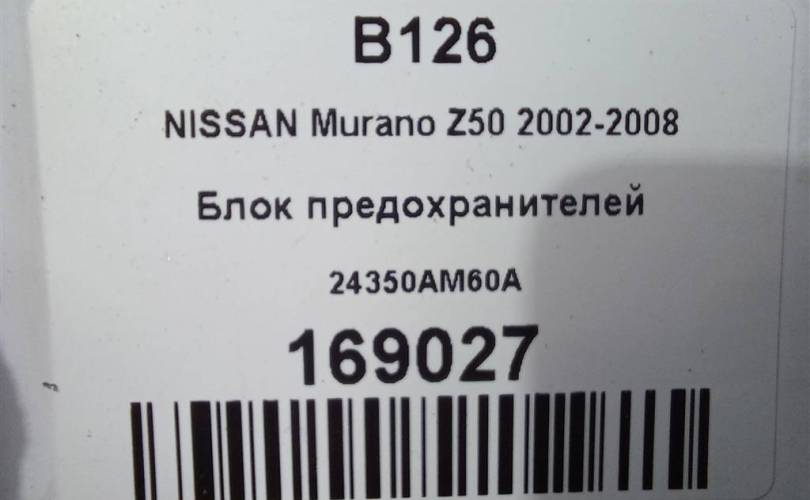 B126
NISSAN Murano Z50 2002-2008
Блок предохранителей
24350AM60A
169027